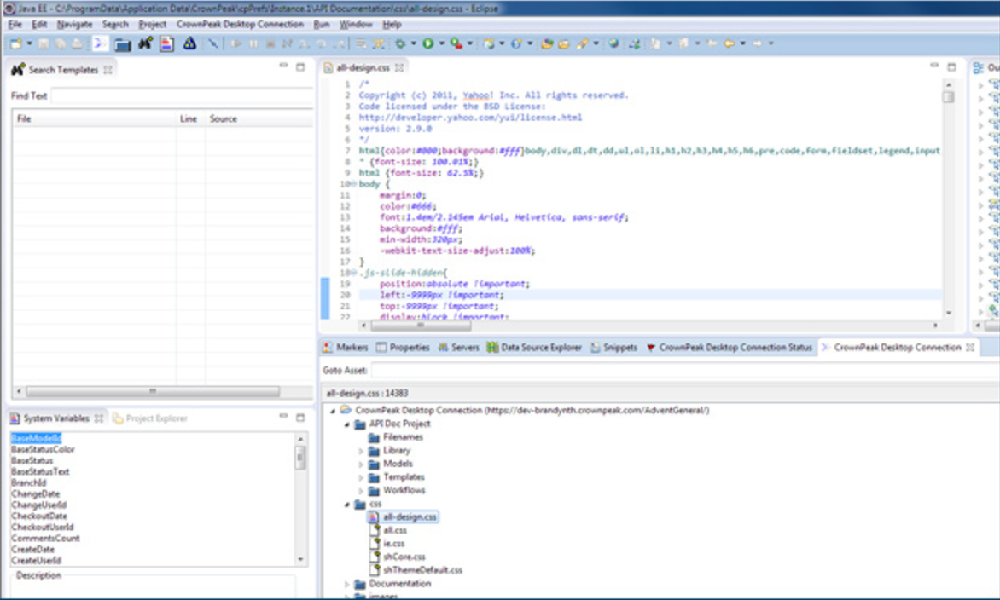 Java EE - C:\ProgramData\Application Data\CrownPeak\cpPrefs\Instance.1\API Documentation\css\all-design.css - Eclipse
File Edit Navigate Search Project CrownPeak Desktop Connection Run Window Help
Search Templates
Find Text
File Line Source
System Variables Project Explorer
BaseModelId
BaseStatusColor
BaseStatus
BaseStatusText
BranchId
ChangeDate
ChangeUserId
CheckoutDate
CheckoutUserId
CommentsCount
CreateDate
CreateUserId
Description
all-design.css
1 /*
2 Copyright (c) 2011, Yahoo! Inc. All rights reserved.
3 Code licensed under the BSD License:
4 http://developer.yahoo.com/yui/license.html
5 version: 2.9.0
6 */
7 html{color:#000;background:#fff}body,div,dl,dt,dd,ul,ol,li,h1,h2,h3,h4,h5,h6,pre,code,form,fieldset,legend,input
8 * {font-size: 100.01%;}
9 html {font-size: 62.5%;}
10 body {
11 margin:0;
12 color:#666;
13 font:1.4em/2.145em Arial, Helvetica, sans-serif;
14 background:#fff;
15 min-width:320px;
16 -webkit-text-size-adjust:100%;
17 }
18 .js-slide-hidden{
19 position:absolute !important;
20 left:-9999px !important;
21 top:-9999px !important;
22 display:block !important;
Ou
Markers Properties Servers Data Source Explorer Snippets CrownPeak Desktop Connection Status CrownPeak Desktop Connection
Goto Asset:
all-design.css : 14383
CrownPeak Desktop Connection (https://dev-brandynth.crownpeak.com/AdventGeneral/)
API Doc Project
Filenames
Library
Models
Templates
Workflows
css
all-design.css
all.css
ie.css
shCore.css
shThemeDefault.css
Documentation
images